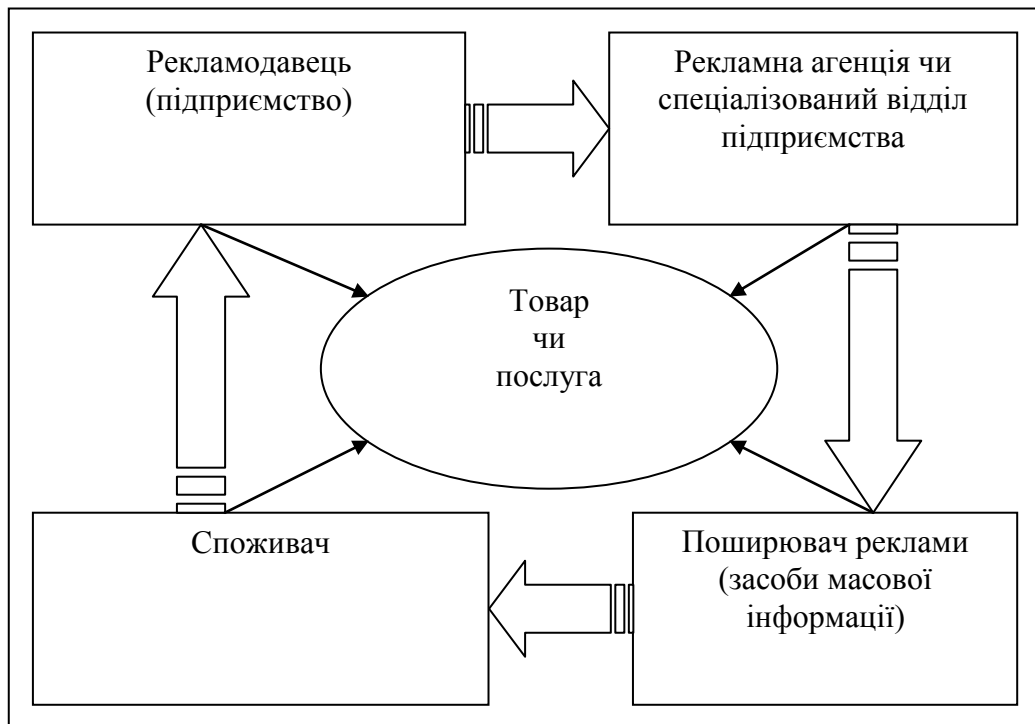 Рекламодавець
(підприємство)
Рекламна агенція чи
спеціалізований відділ
підприємства
Товар
чи
послуга
Споживач
Поширювач реклами
(засоби масової
інформації)